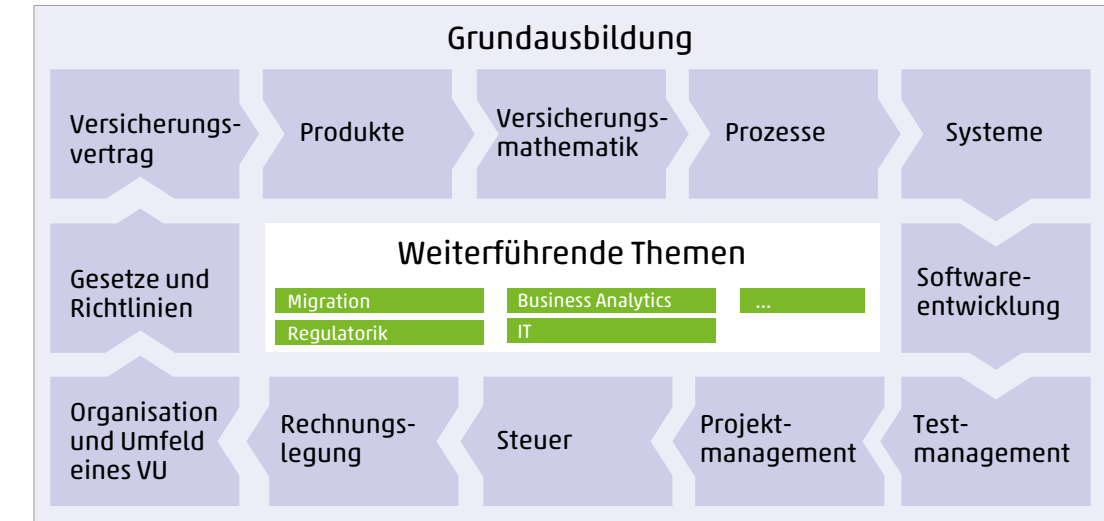 Grundausbildung
Versicherungs-
vertrag
Produkte
Versicherungs-
mathematik
Prozesse
Systeme
Gesetze und
Richtlinien
Weiterführende Themen
Migration
Business Analytics
...
Regulatorik
IT
Software-
entwicklung
Organisation
und Umfeld
eines VU
Rechnungs-
legung
Steuer
Projekt-
management
Test-
management